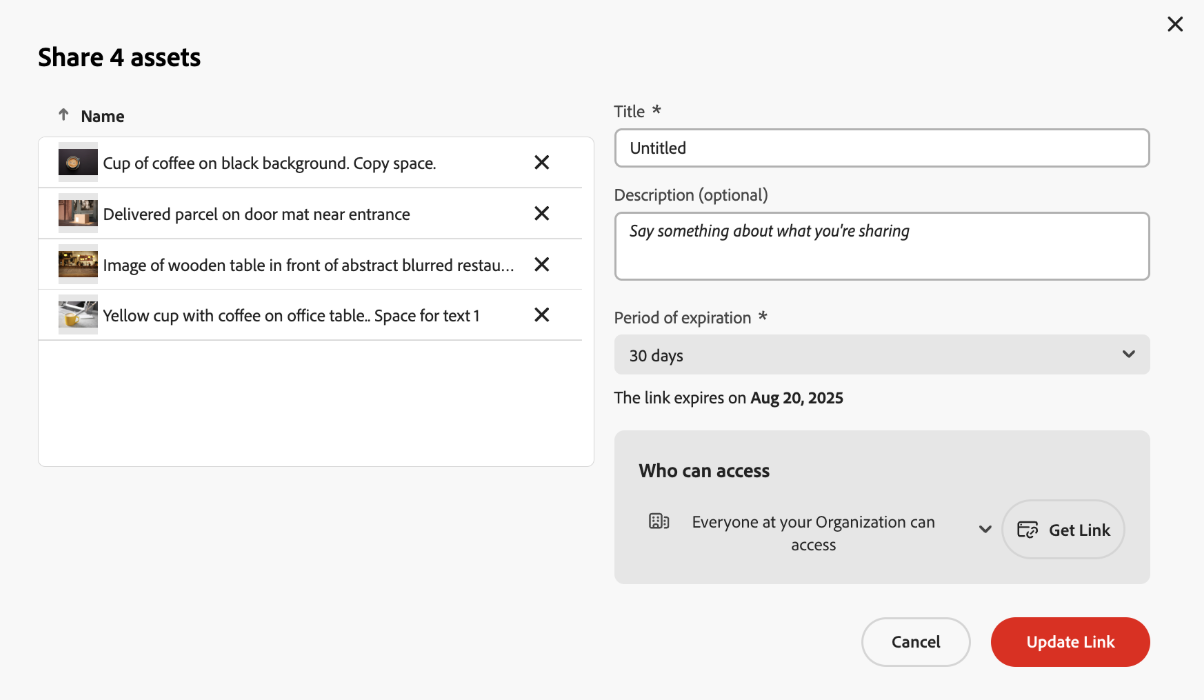 Share 4 assets
Name
Cup of coffee on black background. Copy space.
Delivered parcel on door mat near entrance
Image of wooden table in front of abstract blurred restau...
Yellow cup with coffee on office table.. Space for text 1
Title *
Untitled
Description (optional)
Say something about what you're sharing
Period of expiration *
30 days
The link expires on Aug 20, 2025
Who can access
Everyone at your Organization can
access
Get Link
Cancel
Update Link